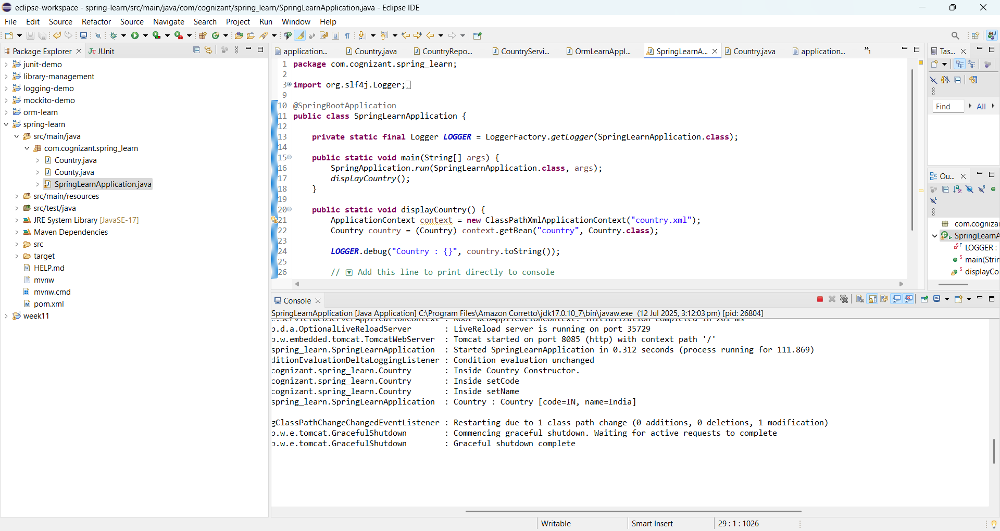 eclipse-workspace - spring-learn/src/main/java/com/cognizant/spring_learn/SpringLearnApplication.java - Eclipse IDE
File Edit Source Refactor Source Navigate Search Project Run Window Help
Package Explorer
JUnit
junit-demo
library-management
logging-demo
mockito-demo
orm-learn
spring-learn
src/main/java
com.cognizant.spring_learn
Country.java
County.java
SpringLearnApplication.java
src/main/resources
src/test/java
JRE System Library [JavaSE-17]
Maven Dependencies
src
target
HELP.md
mvnw
mvnw.cmd
pom.xml
week11
application... Country.java CountryRepo... CountryServi... OrmLearnAppl... SpringLearnA... Country.java application... »1
1 package com.cognizant.spring_learn;
2
3 import org.slf4j.Logger;
9
10 @SpringBootApplication
11 public class SpringLearnApplication {
12
13 private static final Logger LOGGER = LoggerFactory.getLogger(SpringLearnApplication.class);
14
15 public static void main(String[] args) {
16 SpringApplication.run(SpringLearnApplication.class, args);
17 displayCountry();
18 }
19
20 public static void displayCountry() {
21 ApplicationContext context = new ClassPathXmlApplicationContext("country.xml");
22 Country country = (Country) context.getBean("country", Country.class);
23
24 LOGGER.debug("Country : {}", country.toString());
25
26 // 🔽 Add this line to print directly to console
Tas...
Find All
Ou...
com.cognizar
SpringLearnA
LOGGER :
main(Strin
displayCo
Console
SpringLearnApplication [Java Application] C:\Program Files\Amazon Corretto\jdk17.0.10_7\bin\javaw.exe (12 Jul 2025, 3:12:03 pm) [pid: 26804]
: Root WebApplicationContext: initialization completed in 201 ms
o.d.a.OptionalLiveReloadServer : LiveReload server is running on port 35729
o.w.embedded.tomcat.TomcatWebServer : Tomcat started on port 8085 (http) with context path '/'
spring_learn.SpringLearnApplication : Started SpringLearnApplication in 0.312 seconds (process running for 111.869)
ditionEvaluationDeltaLoggingListener : Condition evaluation unchanged
cognizant.spring_learn.Country : Inside Country Constructor.
cognizant.spring_learn.Country : Inside setCode
cognizant.spring_learn.Country : Inside setName
spring_learn.SpringLearnApplication : Country : Country [code=IN, name=India]
gClassPathChangeChangedEventListener : Restarting due to 1 class path change (0 additions, 0 deletions, 1 modification)
o.w.e.tomcat.GracefulShutdown : Commencing graceful shutdown. Waiting for active requests to complete
o.w.e.tomcat.GracefulShutdown : Graceful shutdown complete
Writable
Smart Insert
29 : 1 : 1026